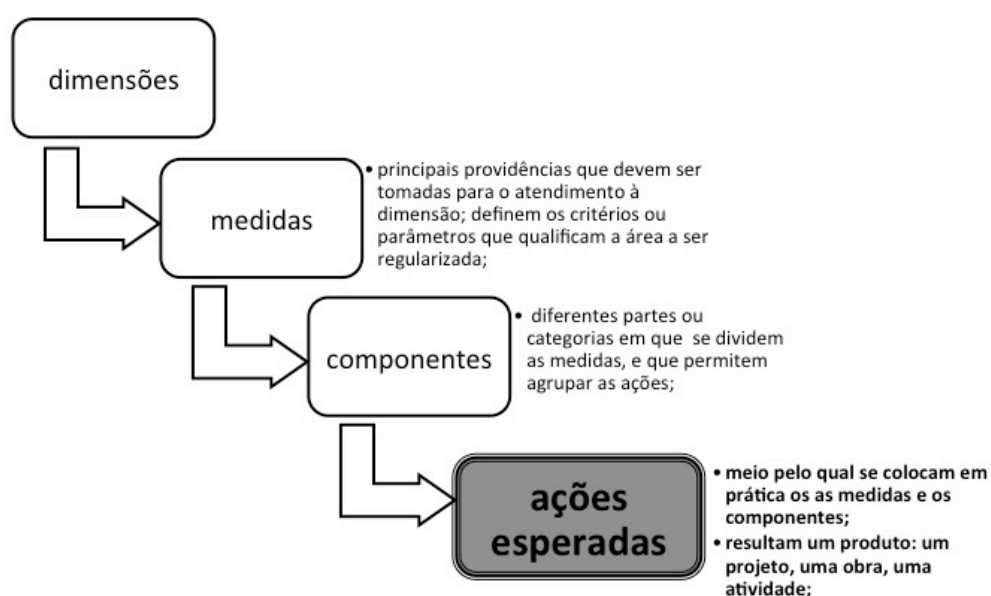 dimensões
medidas
• principais providências que devem ser
tomadas para o atendimento à
dimensão; definem os critérios ou
parâmetros que qualificam a área a ser
regularizada;
componentes
• diferentes partes ou
categorias em que se dividem
as medidas, e que permitem
agrupar as ações;
ações
esperadas
• meio pelo qual se colocam em
prática os as medidas e os
componentes;
• resultam um produto: um
projeto, uma obra, uma
atividade;